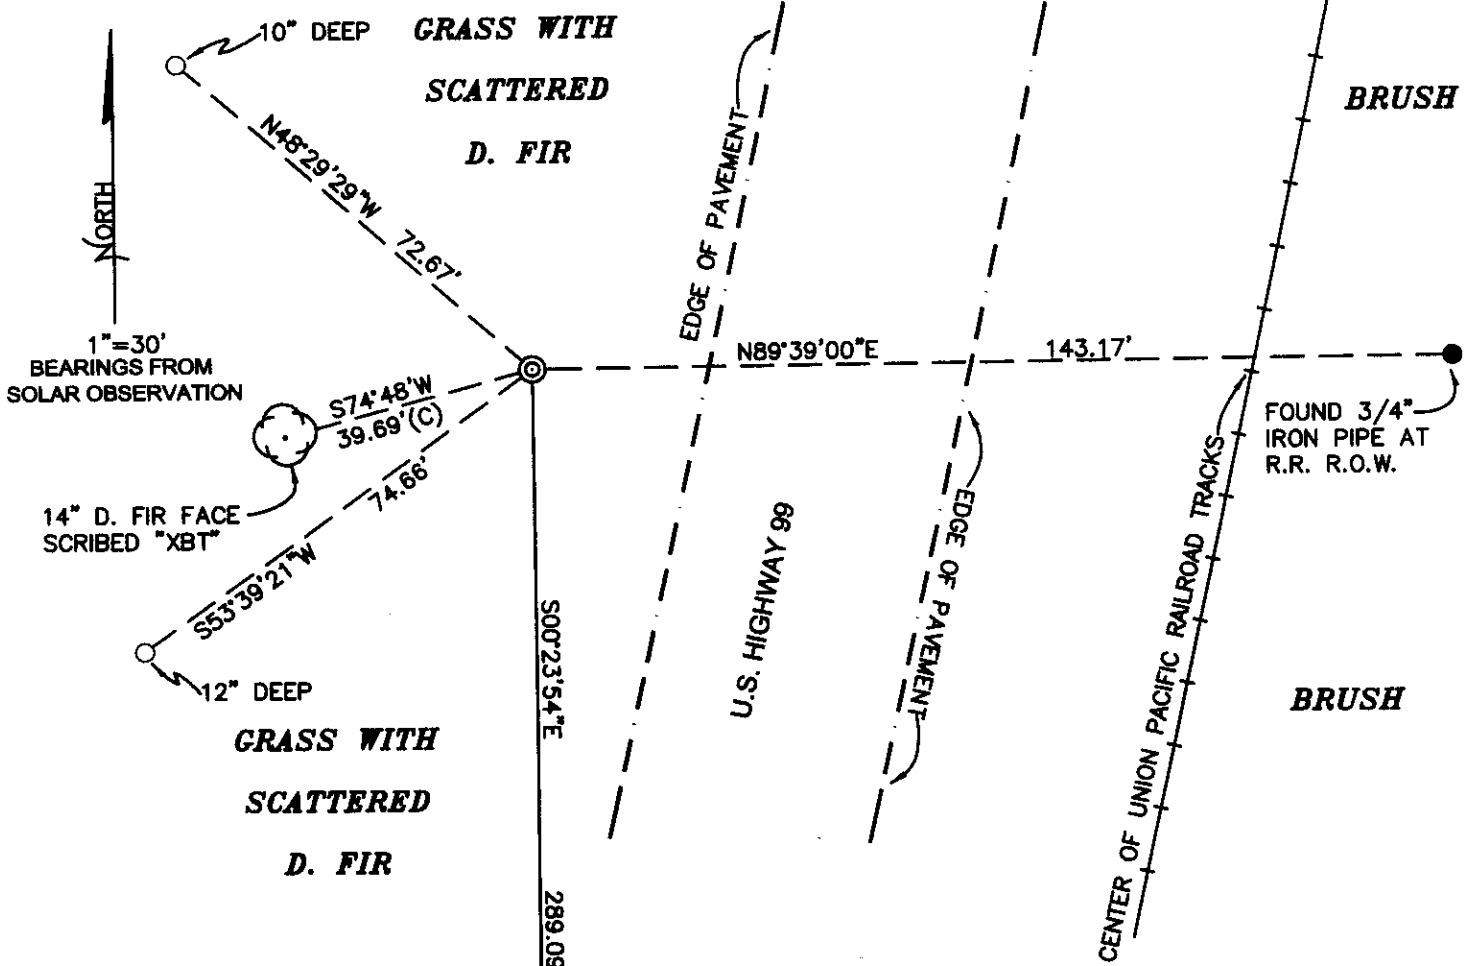 10" DEEP
GRASS WITH
SCATTERED
D. FIR
BRUSH
NORTH
N48°29'29"W
72.67'
EDGE OF PAVEMENT
1"=30'
BEARINGS FROM
SOLAR OBSERVATION
N89°39'00"E
143.17'
S74°48'W
39.69'(C)
FOUND 3/4"
IRON PIPE AT
R.R. R.O.W.
74.66'
14" D. FIR FACE
SCRIBED "XBT"
S53°39'21"W
12" DEEP
S00°23'54"E
289.09
U.S. HIGHWAY 99
EDGE OF PAVEMENT
CENTER OF UNION PACIFIC RAILROAD TRACKS
BRUSH
GRASS WITH
SCATTERED
D. FIR